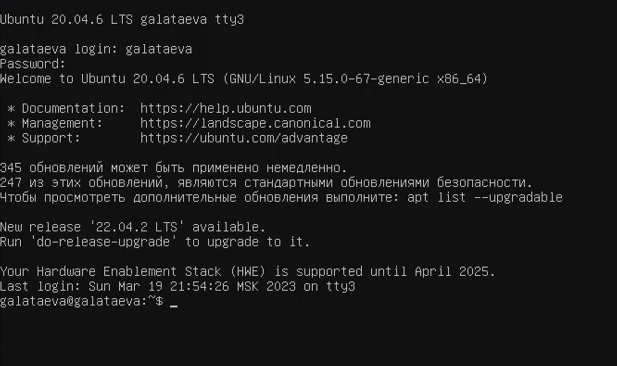 Ubuntu 20.04.6 LTS galataeva tty3
galataeva login: galataeva
Password:
Welcome to Ubuntu 20.04.6 LTS (GNU/Linux 5.15.0-67-generic x86_64)
* Documentation:  https://help.ubuntu.com
* Management:     https://landscape.canonical.com
* Support:        https://ubuntu.com/advantage
345 обновлений может быть применено немедленно.
247 из этих обновлений, являются стандартными обновлениями безопасности.
Чтобы просмотреть дополнительные обновления выполните: apt list --upgradable
New release '22.04.2 LTS' available.
Run 'do-release-upgrade' to upgrade to it.
Your Hardware Enablement Stack (HWE) is supported until April 2025.
Last login: Sun Mar 19 21:54:26 MSK 2023 on tty3
galataeva@galataeva:~$ _